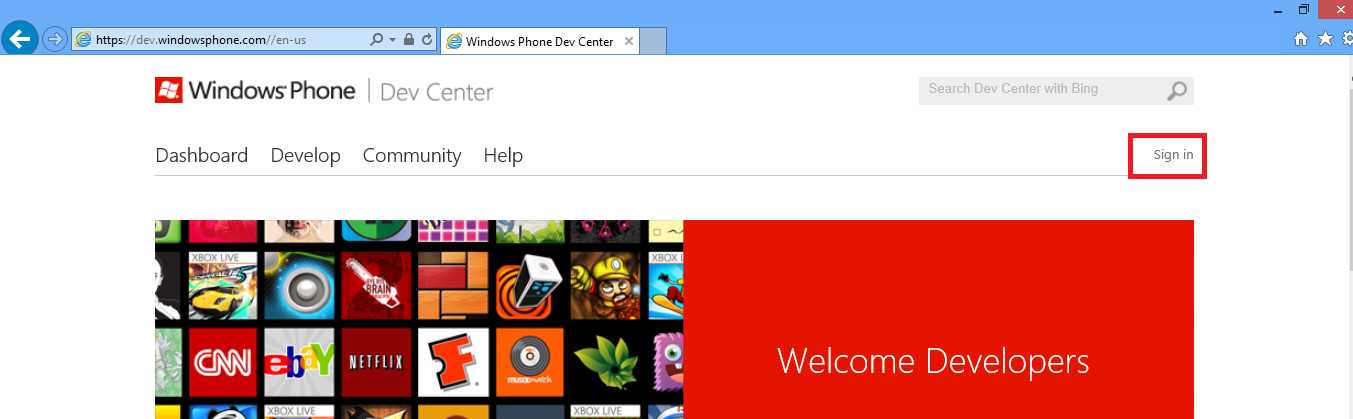 https://dev.windowsphone.com//en-us
Windows Phone Dev Center
Windows Phone | Dev Center
Search Dev Center with Bing
Dashboard Develop Community Help
Sign in
XBOX LIVE
XBOX LIV
BRAIN
CNN
ebay
NETFLIX
F
musixmatch
Welcome Developers
XBOX LIVE
XBOX LIVE